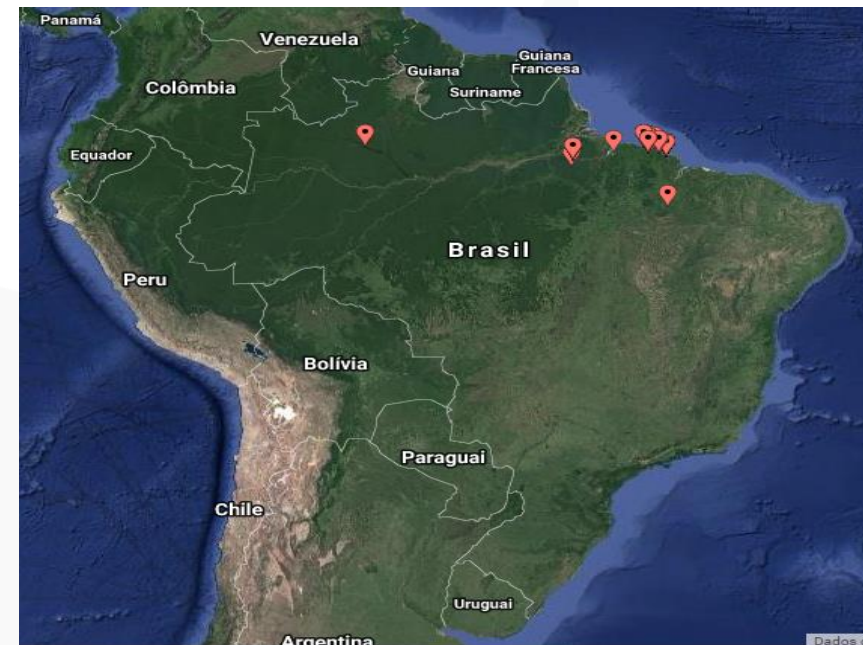 Panamá
Venezuela
Guiana
Guiana
Francesa
Colômbia
Suriname
Equador
Brasil
Peru
Bolívia
Paraguai
Chile
Uruguai
Argentina
Dados